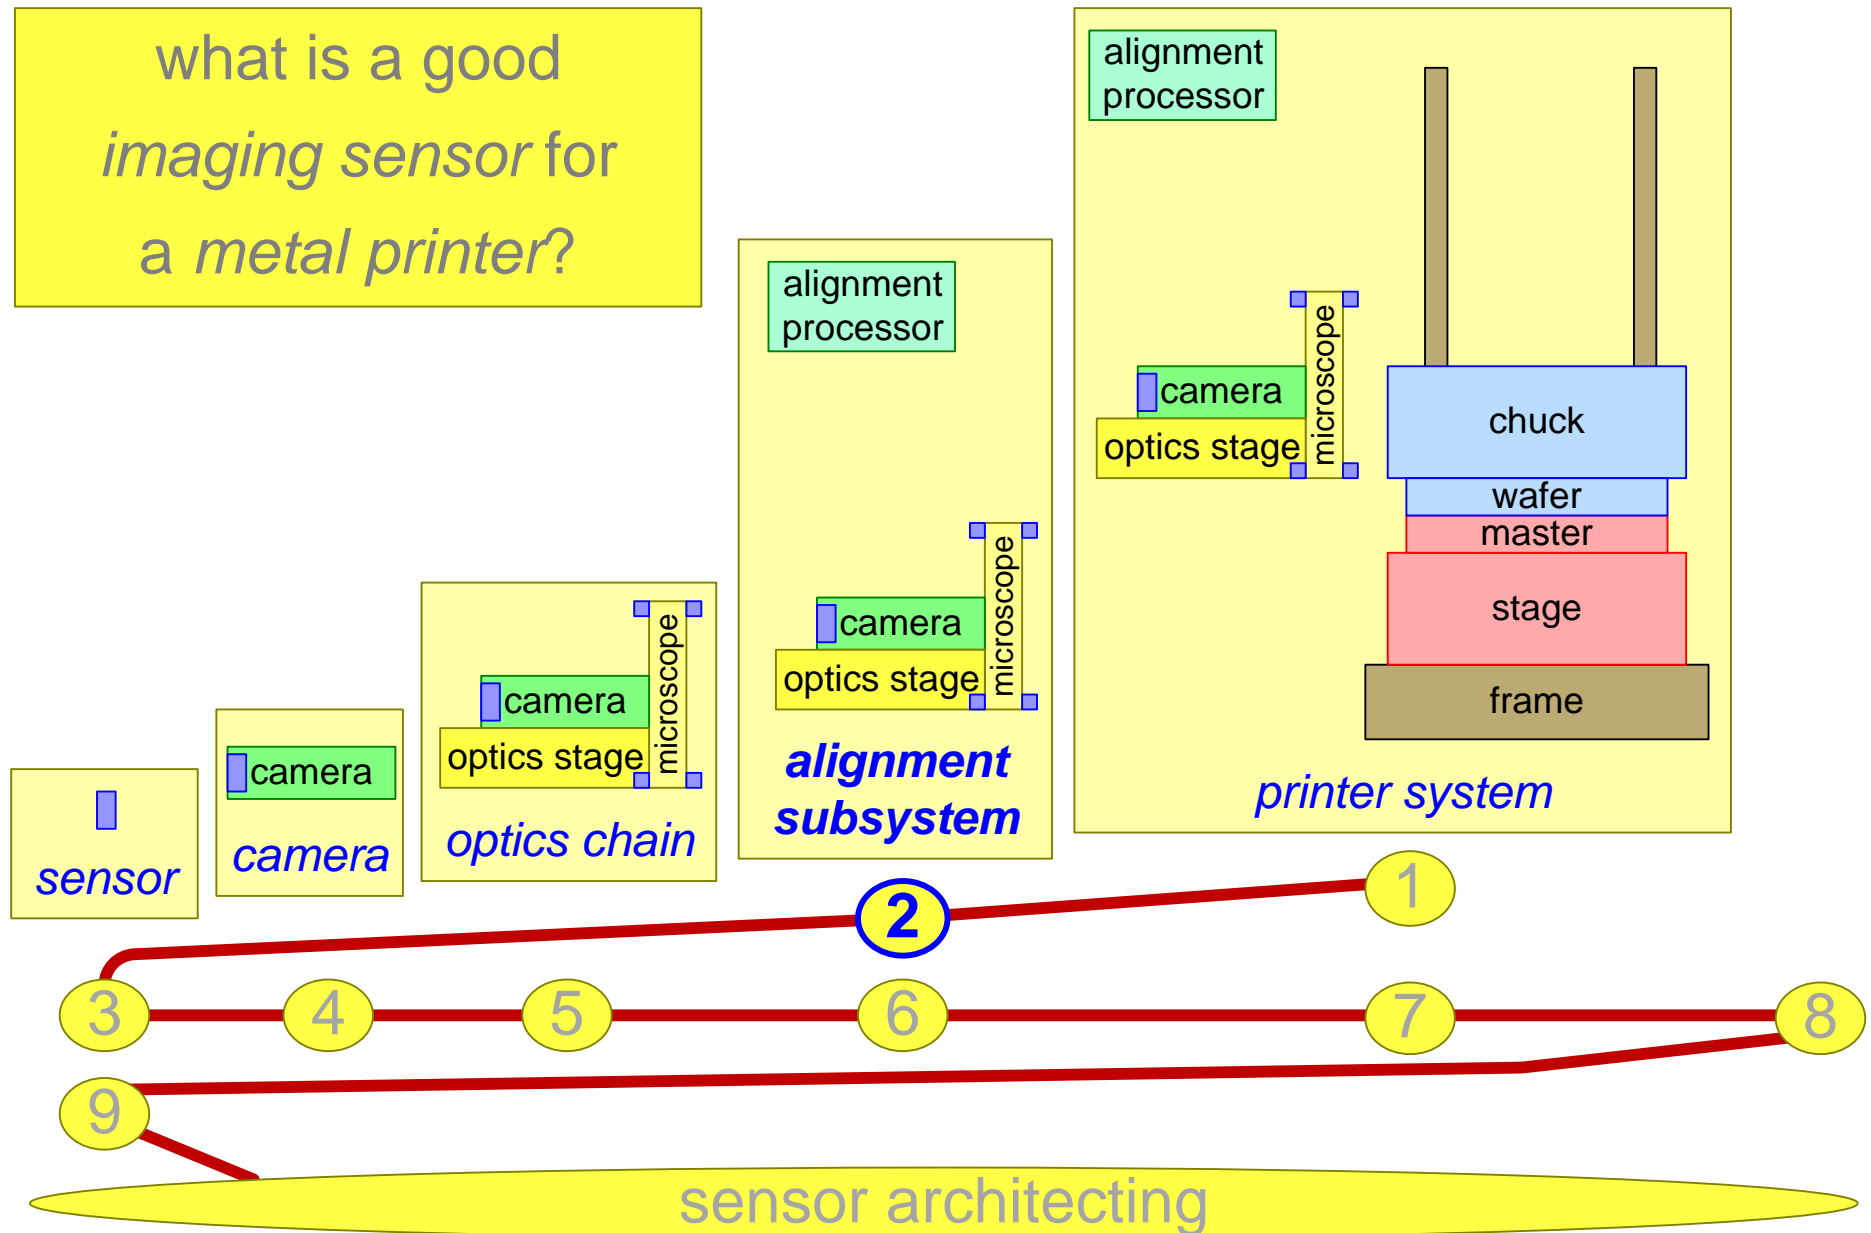 what is a good
imaging sensor for
a metal printer?
sensor
camera
camera
camera
optics stage
microscope
optics chain
alignment
processor
camera
optics stage
microscope
alignment
subsystem
alignment
processor
camera
optics stage
microscope
chuck
wafer
master
stage
frame
printer system
1
2
3
4
5
6
7
8
9
sensor architecting